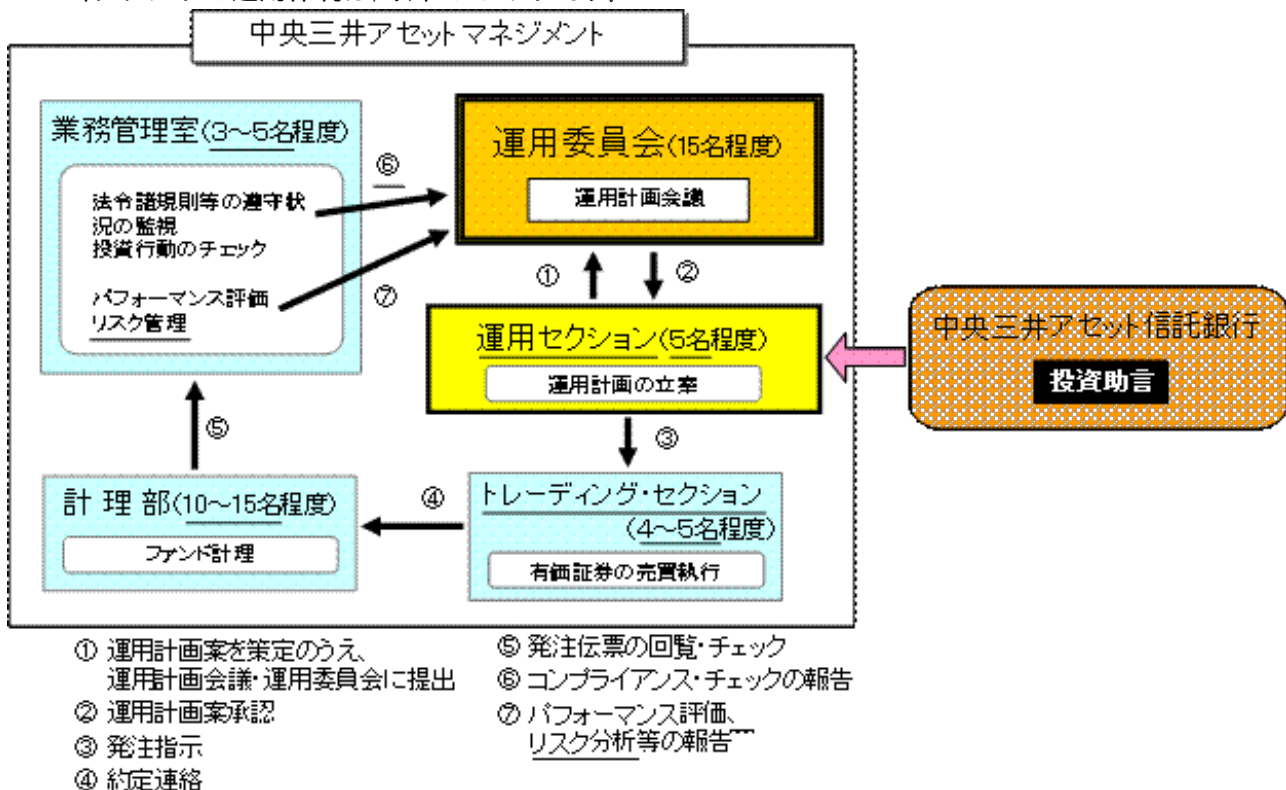 中央三井アセットマネジメント
業務管理室(3～5名程度)
法令諸規則等の遵守状
況の監視
投資行動のチェック
パフォーマンス評価
リスク管理
⑥
⑦
運用委員会(15名程度)
運用計画会議
①
②
運用セクション(5名程度)
運用計画の立案
中央三井アセット信託銀行
投資助言
⑤
③
計理部(10～15名程度)
ファンド計理
④
トレーディング・セクション
(4～5名程度)
有価証券の売買執行
① 運用計画案を策定のうえ、
運用計画会議・運用委員会に提出
② 運用計画案承認
③ 発注指示
④ 約定連絡
⑤ 発注伝票の回覧・チェック
⑥ コンプライアンス・チェックの報告
⑦ パフォーマンス評価、
リスク分析等の報告